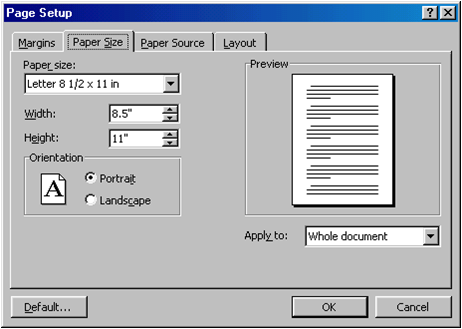 Page Setup
Margins Paper Size Paper Source Layout
Paper size:
Letter 8 1/2 x 11 in
Width: 8.5"
Height: 11"
Orientation
A
Portrait
Landscape
Preview
Apply to: Whole document
Default... OK Cancel